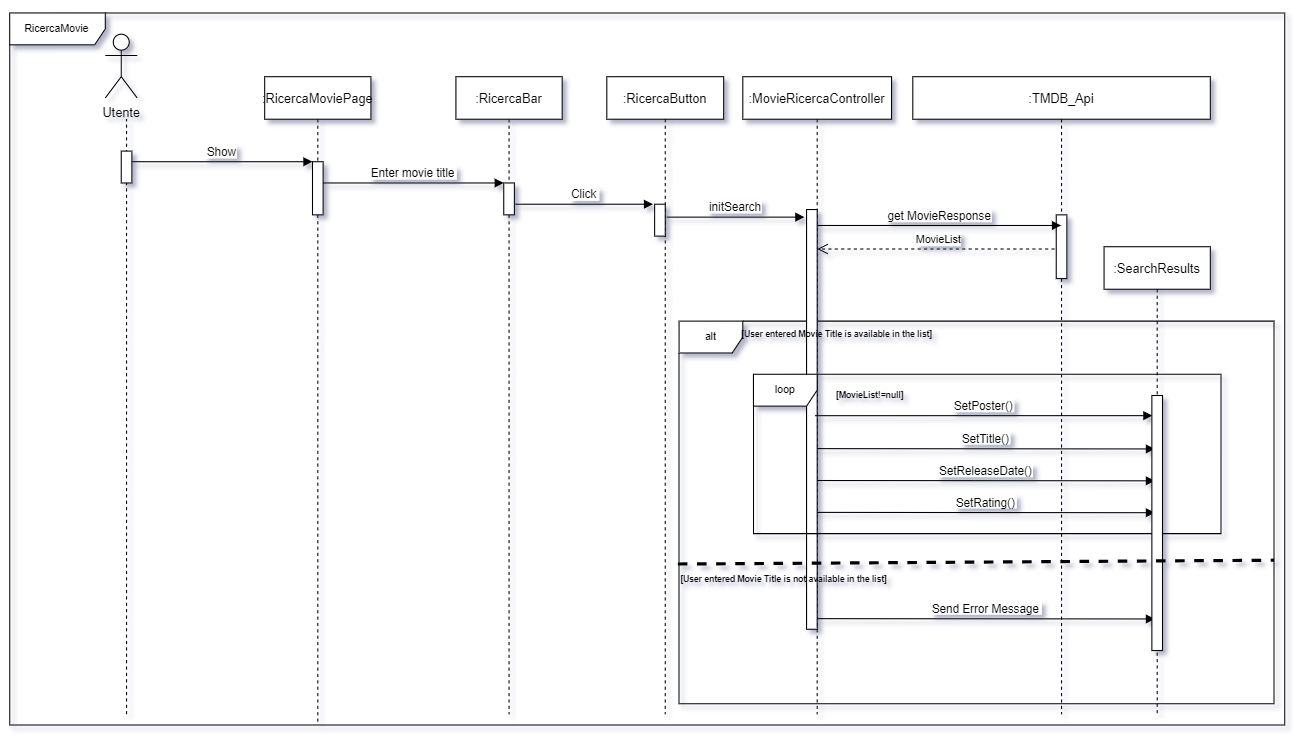 RicercaMovie
Utente
:RicercaMoviePage
:RicercaBar
:RicercaButton
:MovieRicercaController
:TMDB_Api
Show
Enter movie title
Click
initSearch
get MovieResponse
MovieList
:SearchResults
alt
[User entered Movie Title is available in the list]
loop
[MovieList!=null]
SetPoster()
SetTitle()
SetReleaseDate()
SetRating()
[User entered Movie Title is not available in the list]
Send Error Message